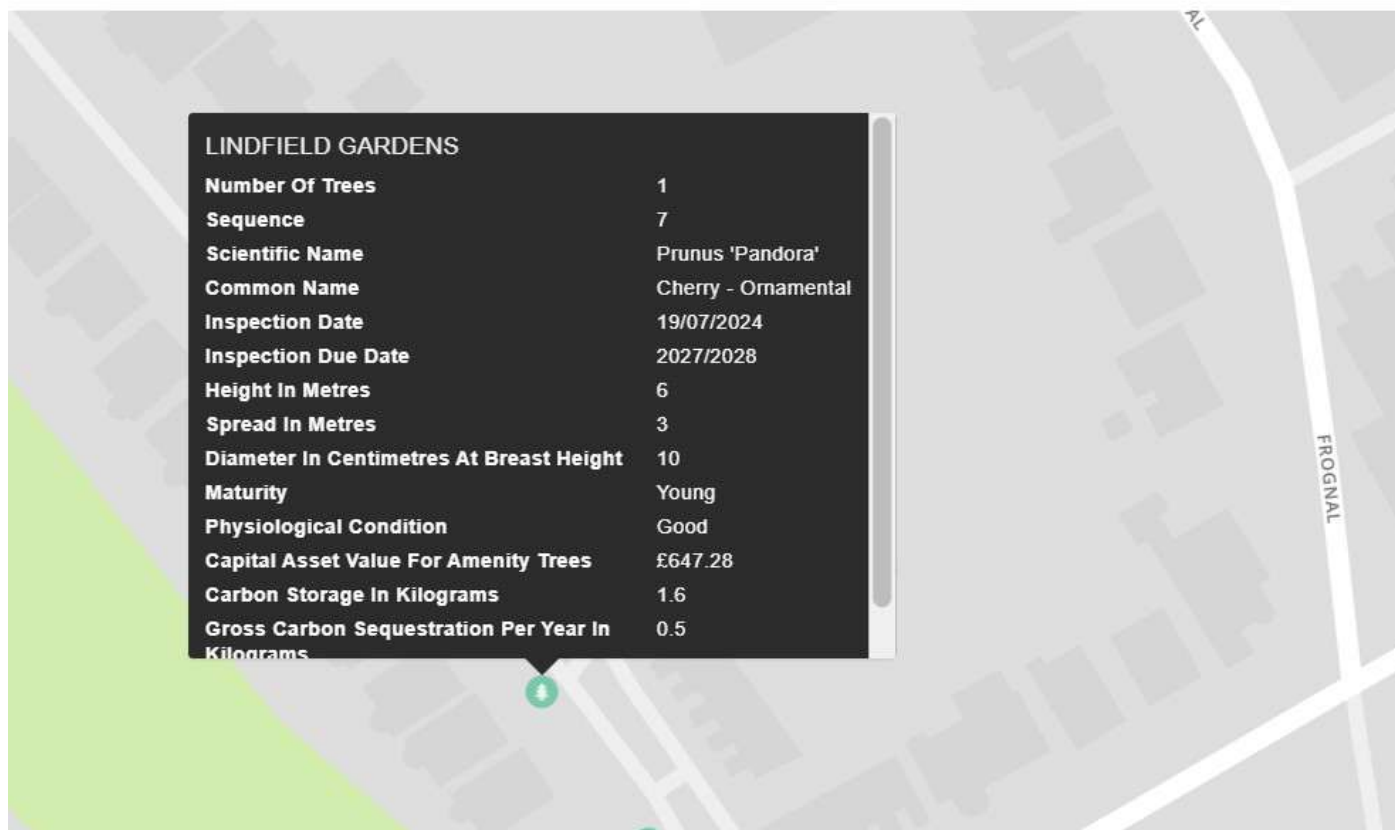 AL
LINDFIELD GARDENS
Number Of Trees 1
Sequence 7
Scientific Name Prunus 'Pandora'
Common Name Cherry - Ornamental
Inspection Date 19/07/2024
Inspection Due Date 2027/2028
Height In Metres 6
Spread In Metres 3
Diameter In Centimetres At Breast Height 10
Maturity Young
Physiological Condition Good
Capital Asset Value For Amenity Trees £647.28
Carbon Storage In Kilograms 1.6
Gross Carbon Sequestration Per Year In 0.5
Kilograms
FROGNAL